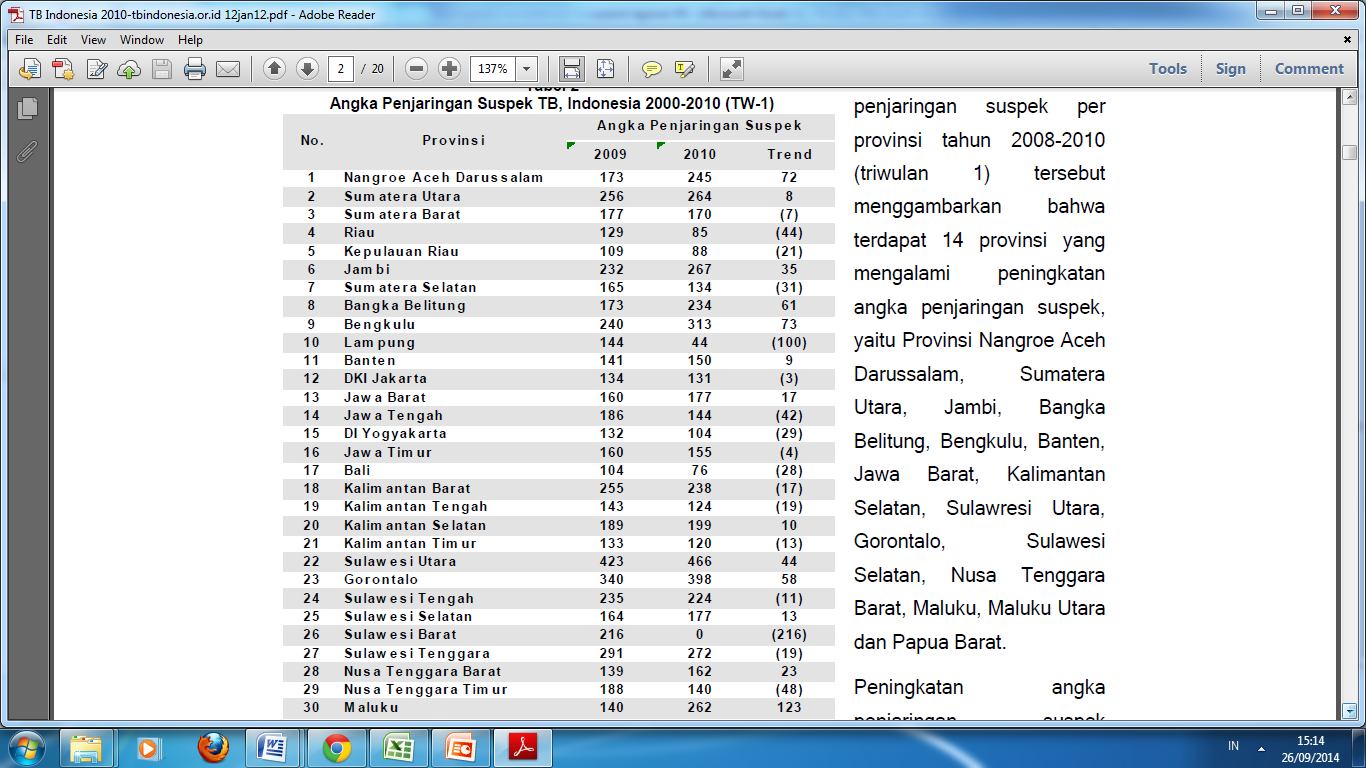 TB Indonesia 2010-tbindonesia.or.id 12jan12.pdf - Adobe Reader
File Edit View Window Help
2 / 20 137% Tools Sign Comment
Tabel 2
Angka Penjaringan Suspek TB, Indonesia 2000-2010 (TW-1)
No. Provinsi Angka Penjaringan Suspek
2009 2010 Trend
1 Nangroe Aceh Darussalam 173 245 72
2 Sumatera Utara 256 264 8
3 Sumatera Barat 177 170 (7)
4 Riau 129 85 (44)
5 Kepulauan Riau 109 88 (21)
6 Jambi 232 267 35
7 Sumatera Selatan 165 134 (31)
8 Bangka Belitung 173 234 61
9 Bengkulu 240 313 73
10 Lampung 144 44 (100)
11 Banten 141 150 9
12 DKI Jakarta 134 131 (3)
13 Jawa Barat 160 177 17
14 Jawa Tengah 186 144 (42)
15 DI Yogyakarta 132 104 (29)
16 Jawa Timur 160 155 (4)
17 Bali 104 76 (28)
18 Kalimantan Barat 255 238 (17)
19 Kalimantan Tengah 143 124 (19)
20 Kalimantan Selatan 189 199 10
21 Kalimantan Timur 133 120 (13)
22 Sulawesi Utara 423 466 44
23 Gorontalo 340 398 58
24 Sulawesi Tengah 235 224 (11)
25 Sulawesi Selatan 164 177 13
26 Sulawesi Barat 216 0 (216)
27 Sulawesi Tenggara 291 272 (19)
28 Nusa Tenggara Barat 139 162 23
29 Nusa Tenggara Timur 188 140 (48)
30 Maluku 140 262 123
penjaringan suspek per
provinsi tahun 2008-2010
(triwulan 1) tersebut
menggambarkan bahwa
terdapat 14 provinsi yang
mengalami peningkatan
angka penjaringan suspek,
yaitu Provinsi Nangroe Aceh
Darussalam, Sumatera
Utara, Jambi, Bangka
Belitung, Bengkulu, Banten,
Jawa Barat, Kalimantan
Selatan, Sulawresi Utara,
Gorontalo, Sulawesi
Selatan, Nusa Tenggara
Barat, Maluku, Maluku Utara
dan Papua Barat.
Peningkatan angka
penjaringan suspek
IN 15:14
26/09/2014